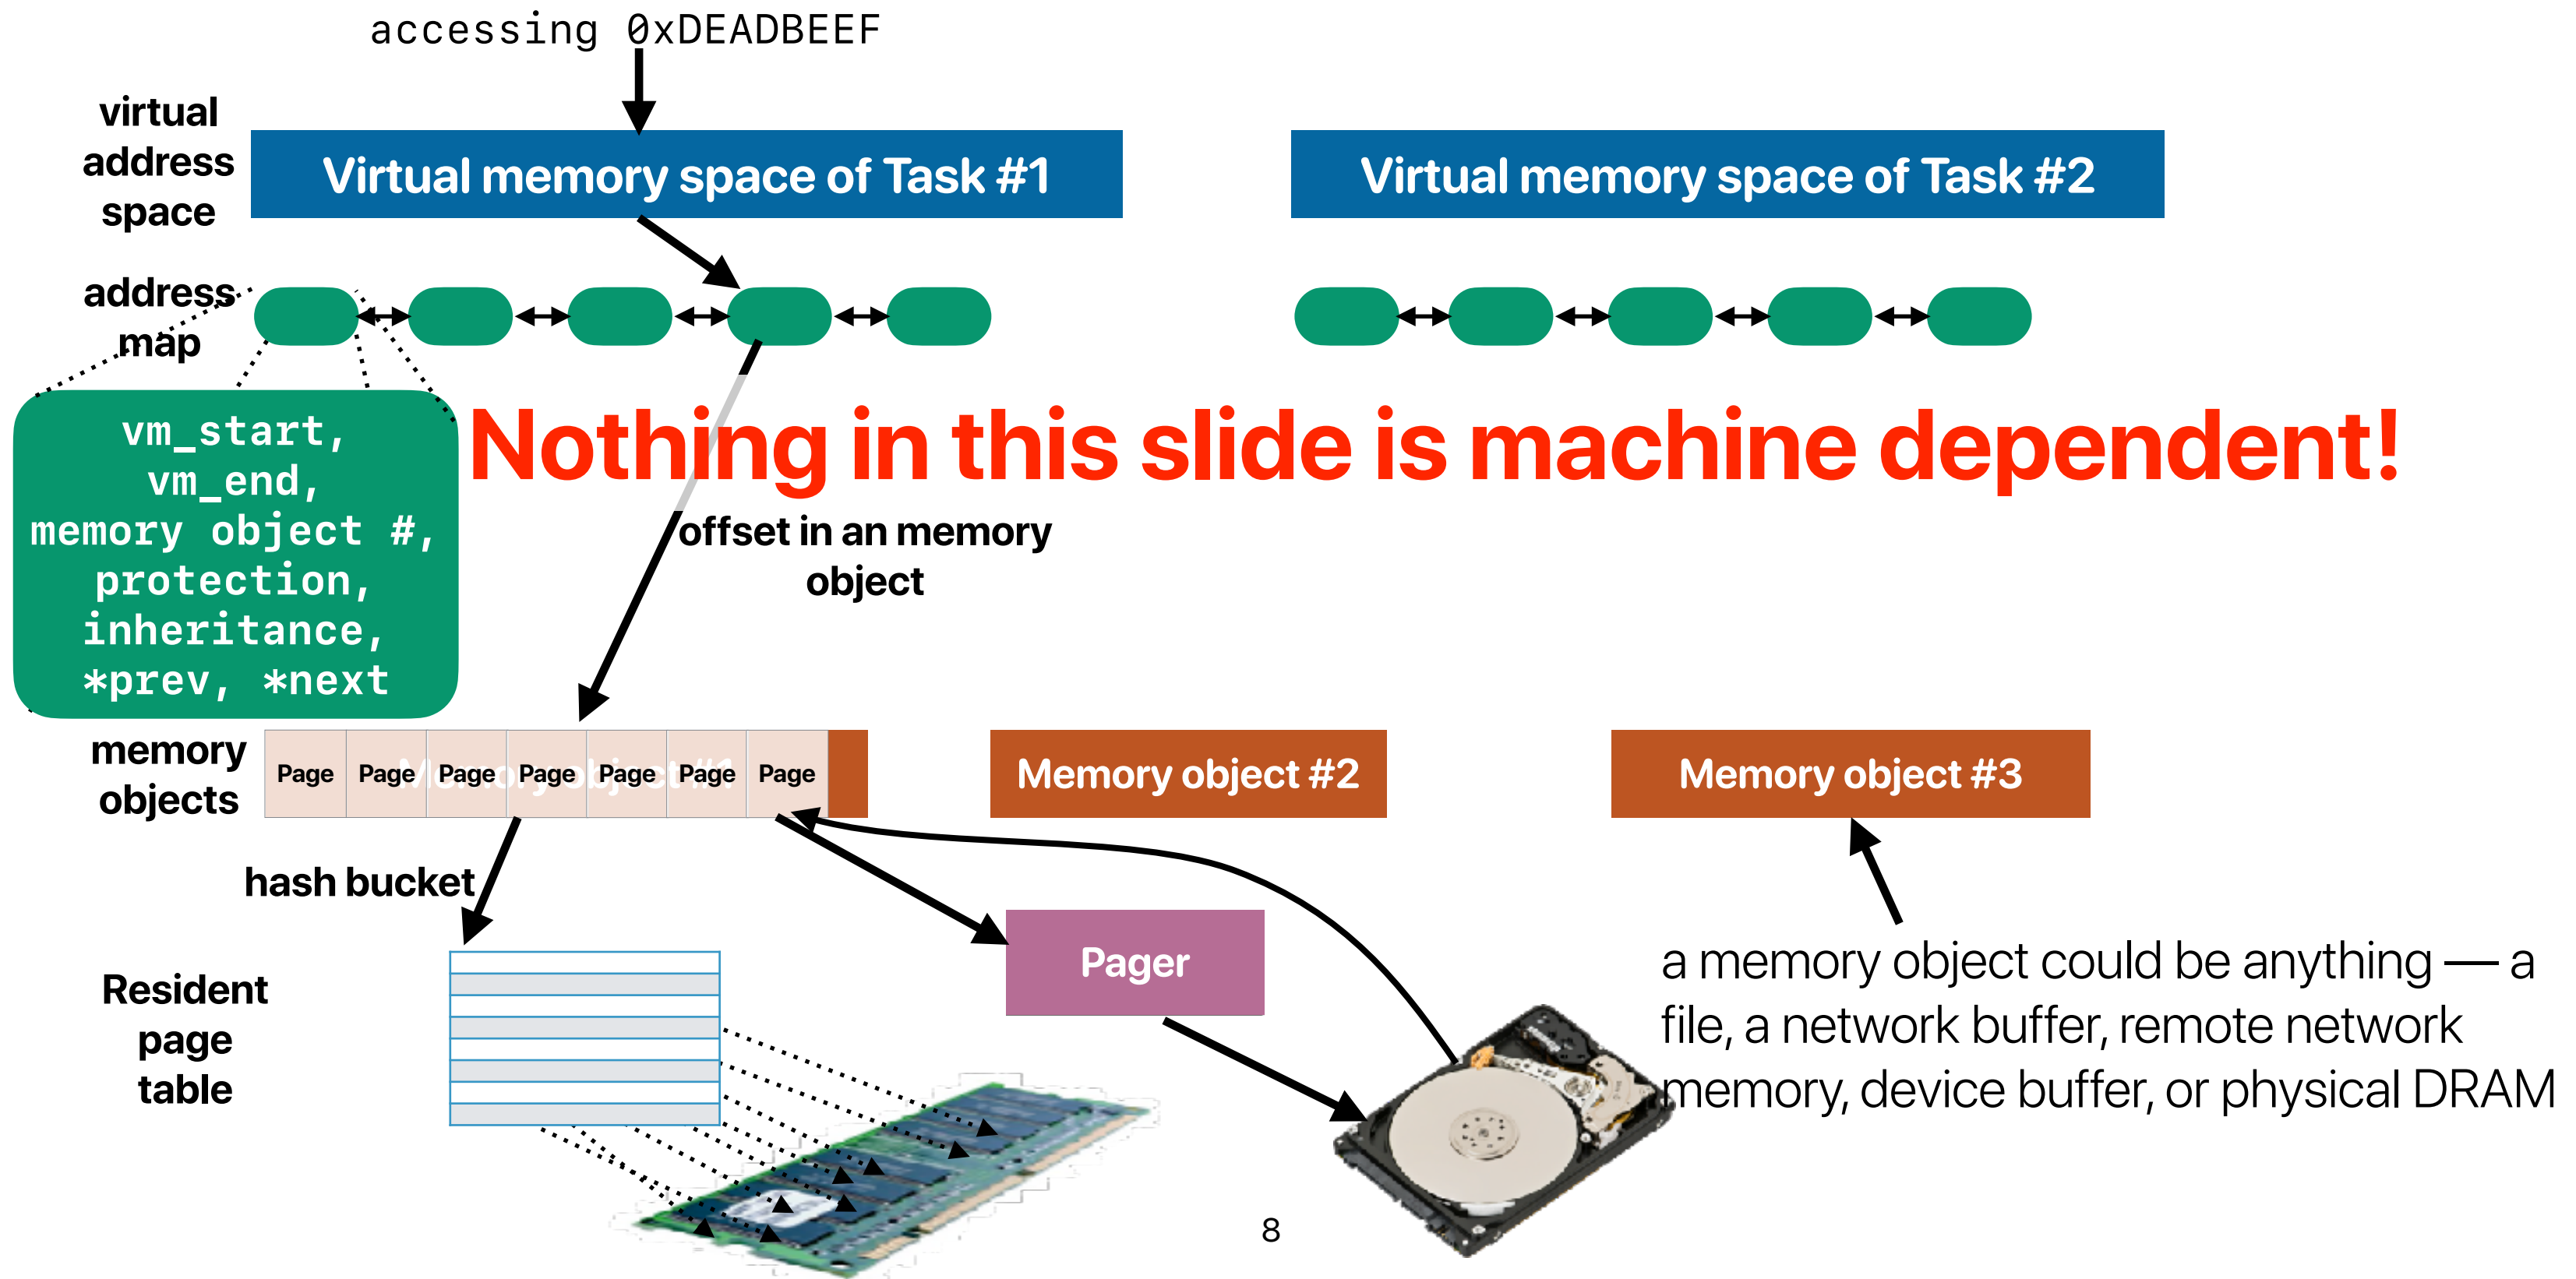 accessing 0xDEADBEEF
virtual
address
space
Virtual memory space of Task #1
Virtual memory space of Task #2
address
map
vm_start,
vm_end,
memory object #,
protection,
inheritance,
*prev, *next
Nothing in this slide is machine dependent!
offset in an memory
object
memory
objects
Page Page Page Page Page Page Page
Memory object #1
Memory object #2
Memory object #3
hash bucket
Resident
page
table
Pager
a memory object could be anything — a
file, a network buffer, remote network
memory, device buffer, or physical DRAM
8